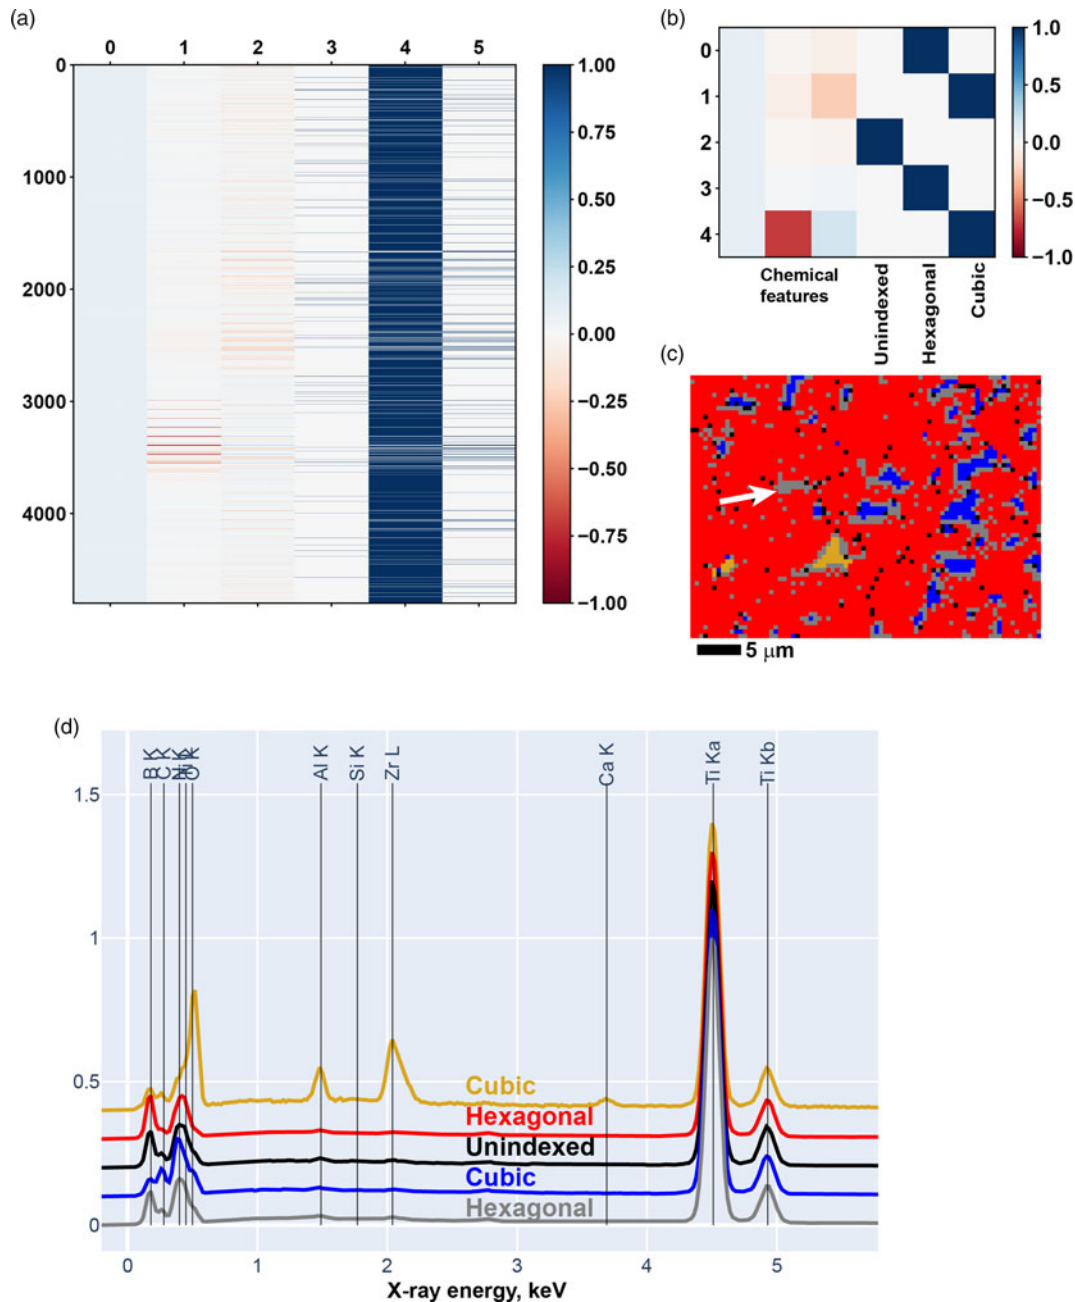 (a)
0 1 2 3 4 5
0
1000
2000
3000
4000
1.00
0.75
0.50
0.25
0.00
−0.25
−0.50
−0.75
−1.00
(b)
0
1
2
3
4
Chemical
features
Unindexed
Hexagonal
Cubic
1.0
0.5
0.0
−0.5
−1.0
(c)
5 μm
(d)
B K
C K
N K
O K
Al K
Si K
Zr L
Ca K
Ti Ka
Ti Kb
1.5
1
0.5
0
Cubic
Hexagonal
Unindexed
Cubic
Hexagonal
0 1 2 3 4 5
X-ray energy, keV